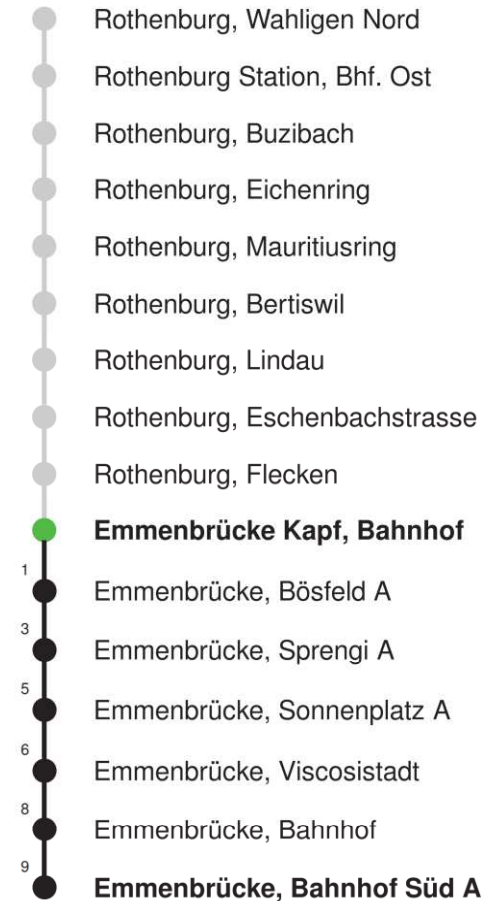 Rothenburg, Wahligen Nord
Rothenburg Station, Bhf. Ost
Rothenburg, Buzibach
Rothenburg, Eichenring
Rothenburg, Mauritiusring
Rothenburg, Bertiswil
Rothenburg, Lindau
Rothenburg, Eschenbachstrasse
Rothenburg, Flecken
Emmenbrücke Kapf, Bahnhof
1 Emmenbrücke, Bösfeld A
3 Emmenbrücke, Sprengi A
5 Emmenbrücke, Sonnenplatz A
6 Emmenbrücke, Viscosistadt
8 Emmenbrücke, Bahnhof
9 Emmenbrücke, Bahnhof Süd A